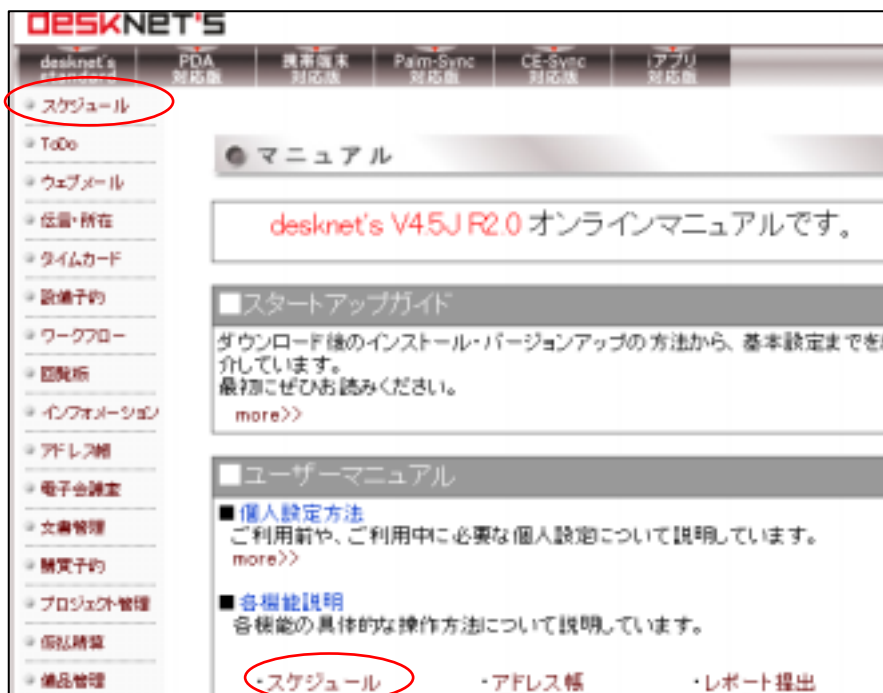 DESKNET'S
desknet's
standard
PDA
対応版
携帯端末
対応版
Palm-Sync
対応版
CE-Sync
対応版
iアプリ
対応版
スケジュール
ToDo
ウェブメール
伝言・所在
タイムカード
設備予約
ワークフロー
回覧板
インフォメーション
アドレス帳
電子会議室
文書管理
購買予約
プロジェクト管理
仮払精算
備品管理
マニュアル
desknet's V4.5J R2.0 オンラインマニュアルです。
■スタートアップガイド
ダウンロード後のインストール・バージョンアップの方法から、基本設定までを
介しています。
最初にぜひお読みください。
more>>
■ユーザーマニュアル
■個人設定方法
ご利用前や、ご利用中に必要な個人設定について説明しています。
more>>
■各機能説明
各機能の具体的な操作方法について説明しています。
・スケジュール ・アドレス帳 ・レポート提出